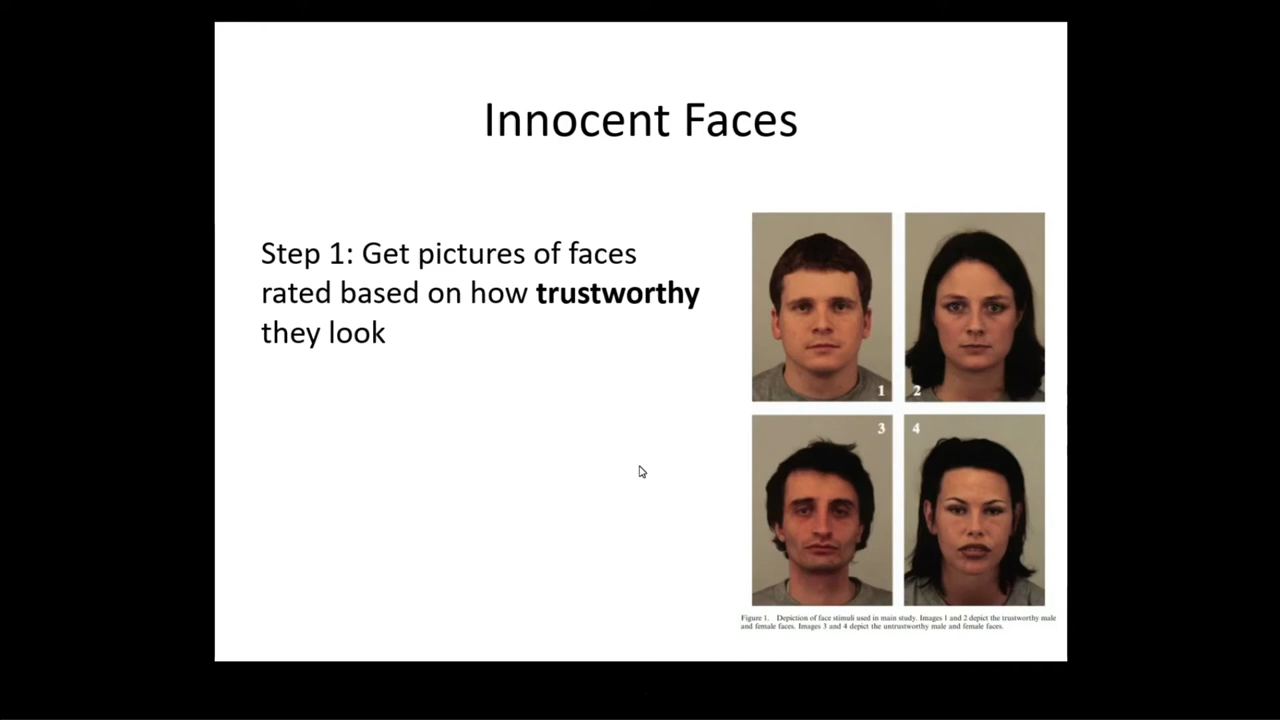 Innocent Faces
Step 1: Get pictures of faces
rated based on how trustworthy
they look
1
2
3
4
Figure 1. Depiction of face stimuli used in main study. Images 1 and 2 depict the trustworthy male
and female faces. Images 3 and 4 depict the untrustworthy male and female faces.